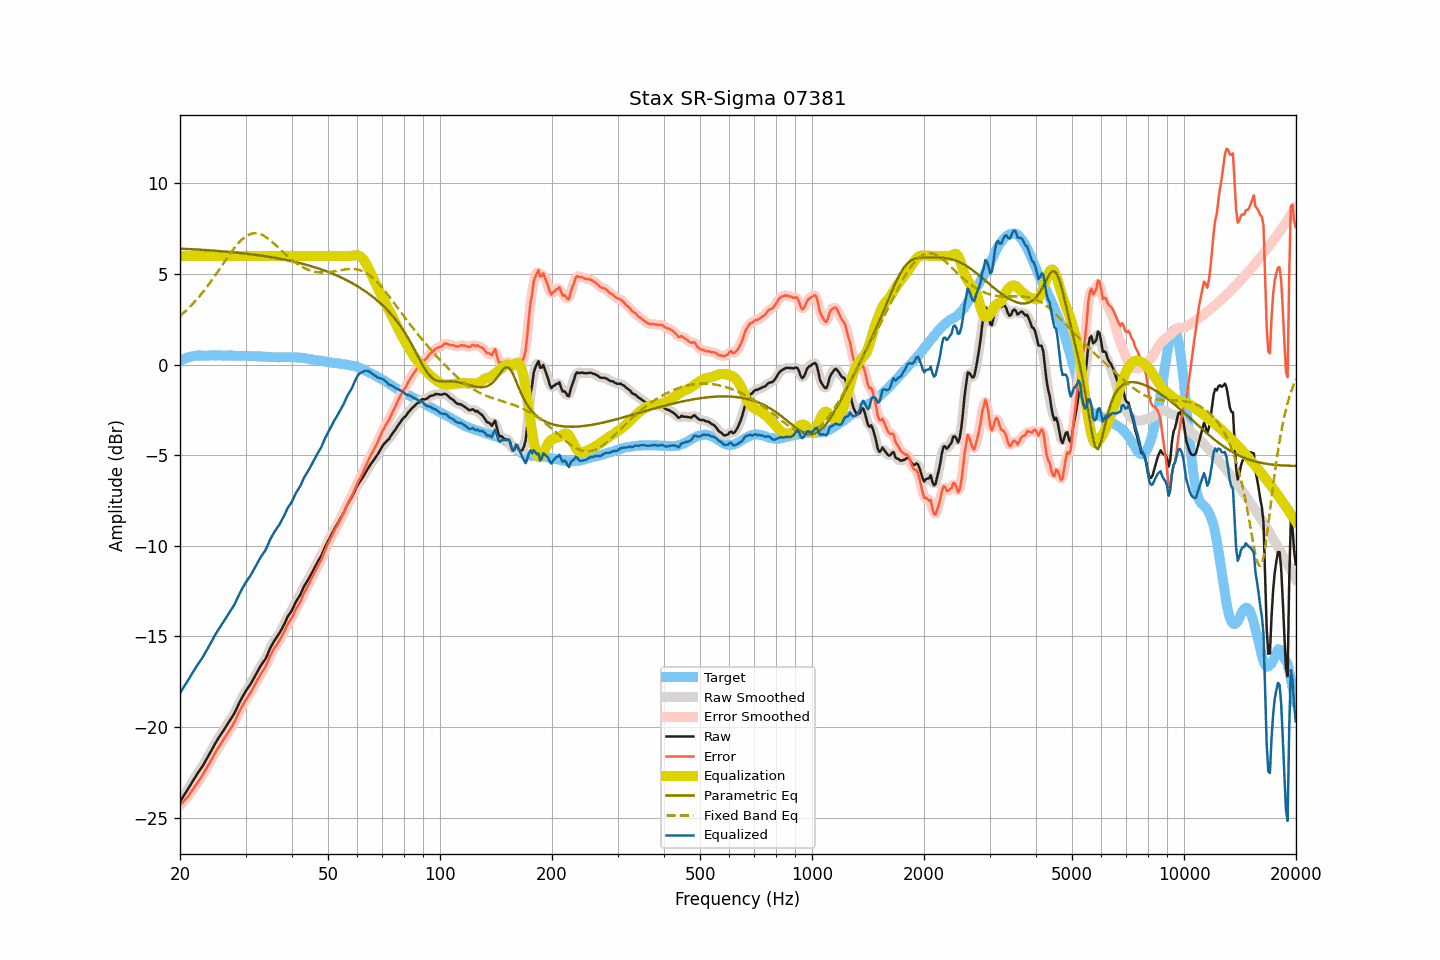 Stax SR-Sigma 07381
Amplitude (dBr)
10
5
0
−5
−10
−15
−20
−25
Target
Raw Smoothed
Error Smoothed
Raw
Error
Equalization
Parametric Eq
Fixed Band Eq
Equalized
20 50 100 200 500 1000 2000 5000 10000 20000
Frequency (Hz)